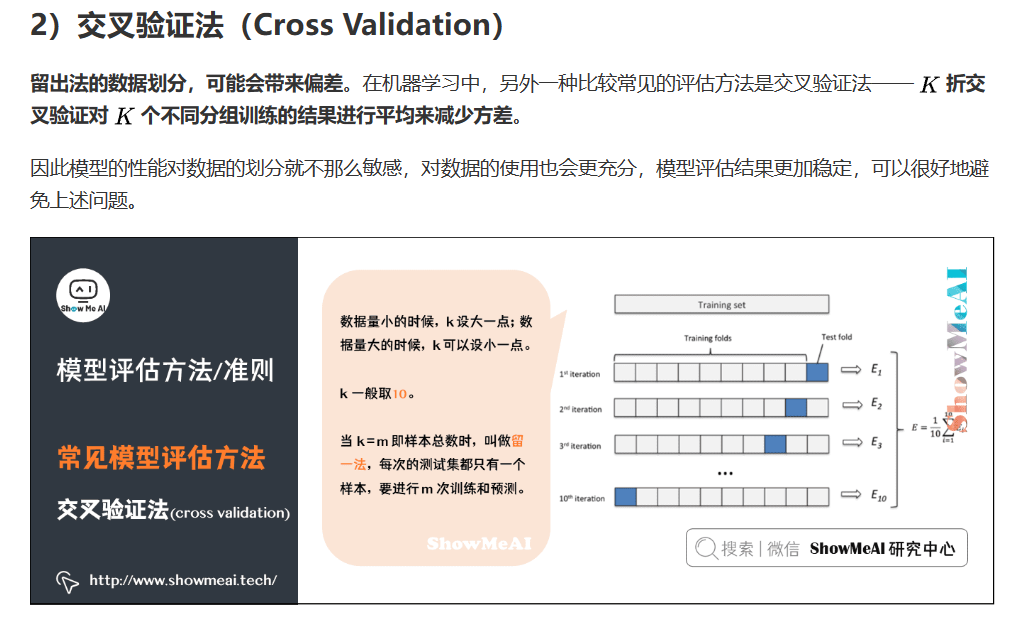 2）交叉验证法（Cross Validation）
留出法的数据划分，可能会带来偏差。在机器学习中，另外一种比较常见的评估方法是交叉验证法—— K 折交
叉验证对 K 个不同分组训练的结果进行平均来减少方差。
因此模型的性能对数据的划分就不那么敏感，对数据的使用也会更充分，模型评估结果更加稳定，可以很好地避
免上述问题。
Show Me AI
模型评估方法/准则
常见模型评估方法
交叉验证法(cross validation)
http://www.showmeai.tech/
数据量小的时候，k 设大一点；数
据量大的时候，k 可以设小一点。
k 一般取10。
当 k=m 即样本总数时，叫做留
一法，每次的测试集都只有一个
样本，要进行 m 次训练和预测。
ShowMeAI
Training set
Training folds
Test fold
1st iteration
E1
2nd iteration
E2
3rd iteration
E3
...
10th iteration
E10
E = 1/10 ∑ 10 i=1
ShowMeAI
搜索 | 微信 ShowMeAI 研究中心